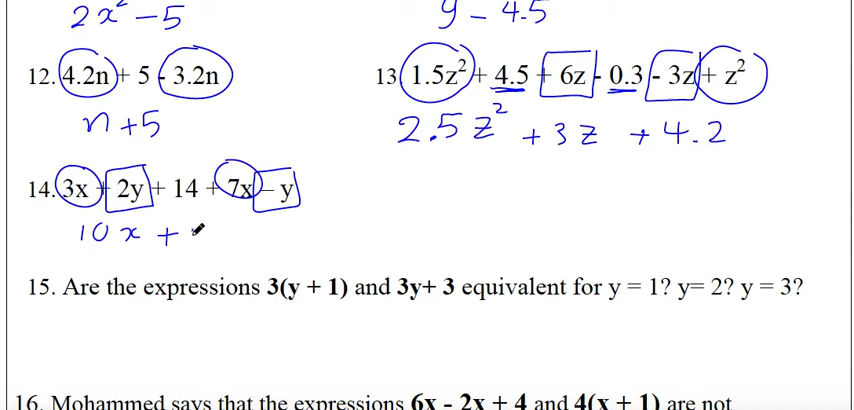 2x² - 5
y - 4.5
12. 4.2n + 5 - 3.2n
13 1.5z² + 4.5 + 6z - 0.3 - 3z + z²
n + 5
2.5z² + 3z + 4.2
14. 3x + 2y + 14 + 7x - y
10x +
15. Are the expressions 3(y + 1) and 3y+ 3 equivalent for y = 1? y= 2? y = 3?
16. Mohammed says that the expressions 6x - 2x + 4 and 4(x + 1) are not